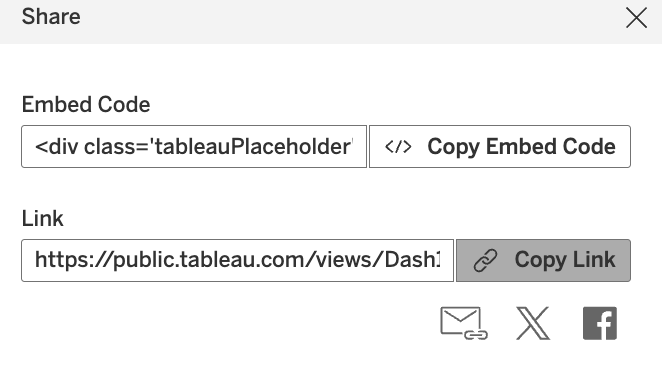 Share
Embed Code
<div class='tableauPlaceholder'
</> Copy Embed Code
Link
https://public.tableau.com/views/Dash1
Copy Link